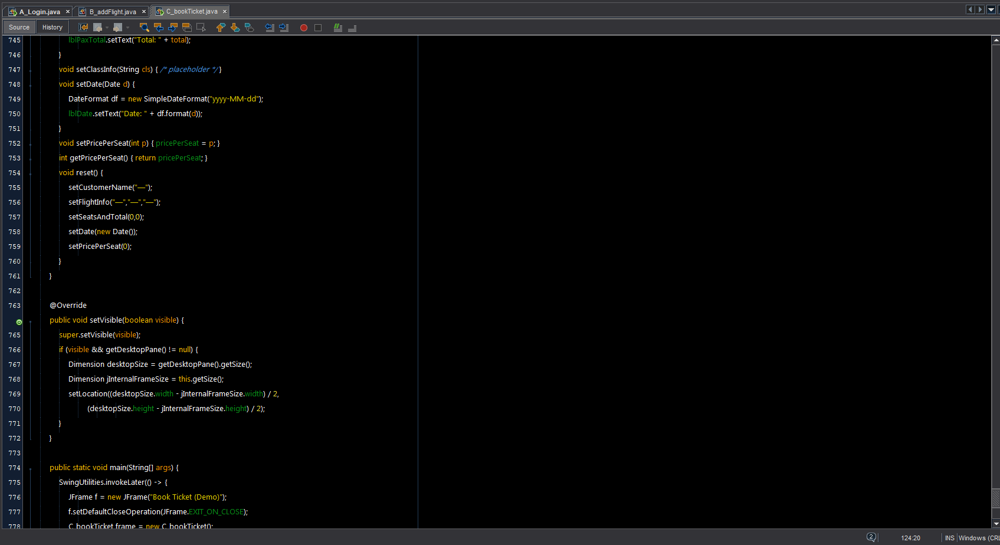 A_Login.java × B_addFlight.java × C_bookTicket.java ×
Source History
745 lblPaxTotal.setText("Total: " + total);
746 }
747 void setClassInfo(String cls) { /* placeholder */ }
748 void setDate(Date d) {
749 DateFormat df = new SimpleDateFormat("yyyy-MM-dd");
750 lblDate.setText("Date: " + df.format(d));
751 }
752 void setPricePerSeat(int p) { pricePerSeat = p; }
753 int getPricePerSeat() { return pricePerSeat; }
754 void reset() {
755 setCustomerName("—");
756 setFlightInfo("—","—","—");
757 setSeatsAndTotal(0,0);
758 setDate(new Date());
759 setPricePerSeat(0);
760 }
761 }
762
763 @Override
public void setVisible(boolean visible) {
765 super.setVisible(visible);
766 if (visible && getDesktopPane() != null) {
767 Dimension desktopSize = getDesktopPane().getSize();
768 Dimension jInternalFrameSize = this.getSize();
769 setLocation((desktopSize.width - jInternalFrameSize.width) / 2,
770 (desktopSize.height - jInternalFrameSize.height) / 2);
771 }
772 }
773
774 public static void main(String[] args) {
775 SwingUtilities.invokeLater(() -> {
776 JFrame f = new JFrame("Book Ticket (Demo)");
777 f.setDefaultCloseOperation(JFrame.EXIT_ON_CLOSE);
778 C_bookTicket frame = new C_bookTicket();
2 124:20 INS Windows (CRL